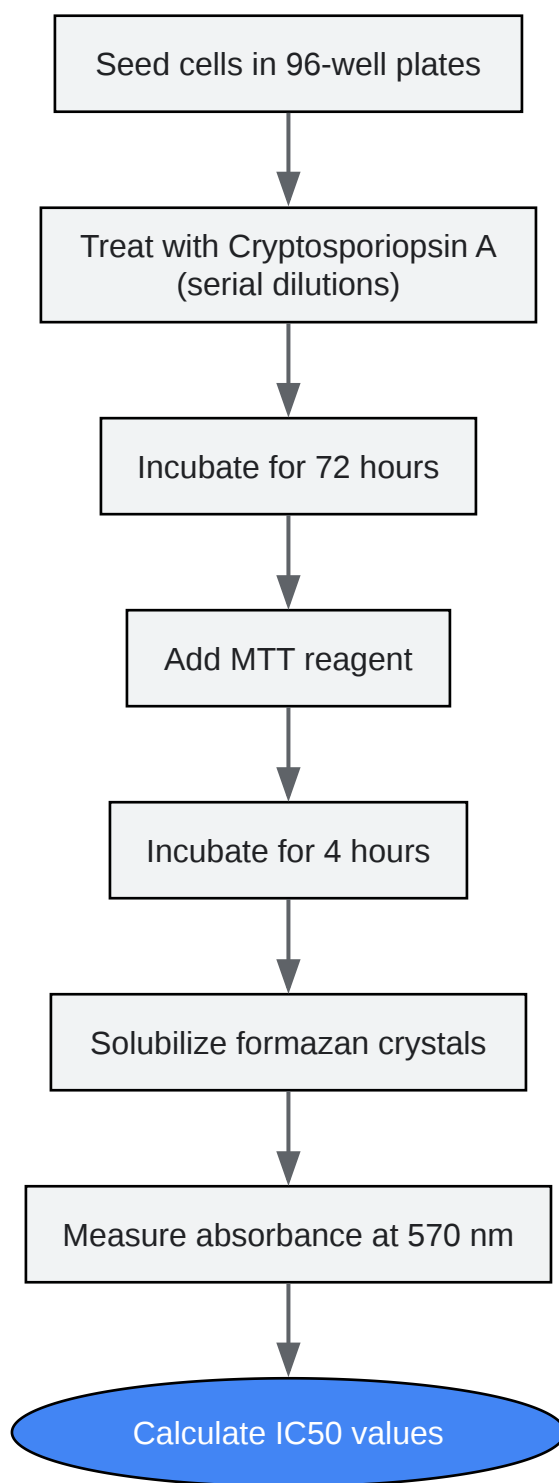 Seed cells in 96-well plates
Treat with Cryptosporiopsin A
(serial dilutions)
Incubate for 72 hours
Add MTT reagent
Incubate for 4 hours
Solubilize formazan crystals
Measure absorbance at 570 nm
Calculate IC50 values